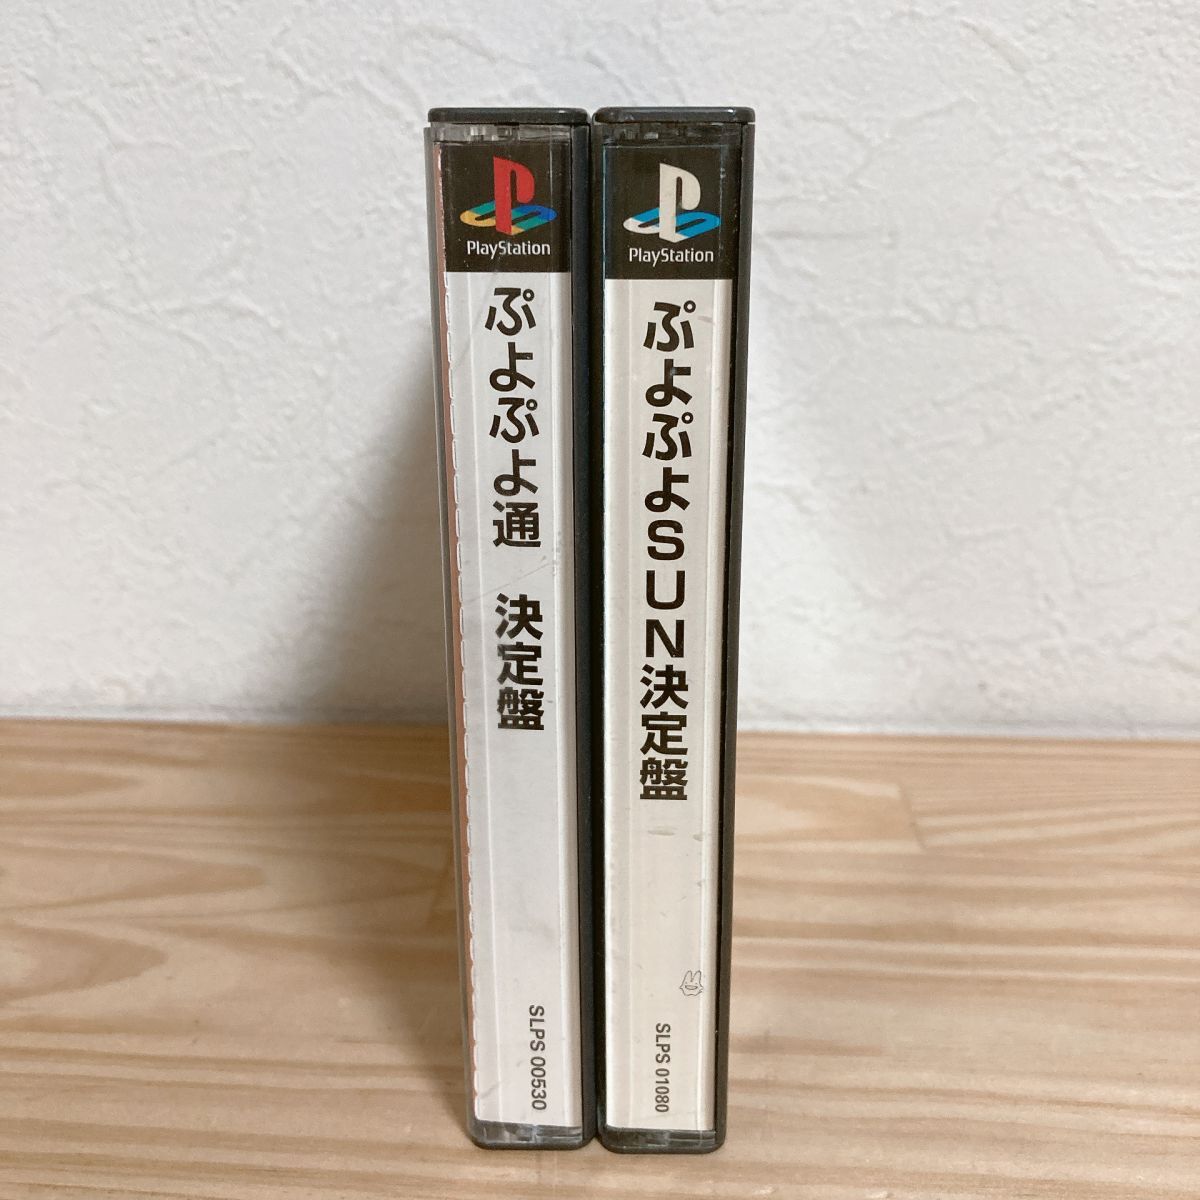 PlayStation
ぷよぷよ通 決定盤
SLPS 00530
PlayStation
ぷよぷよSUN決定盤
SLPS 01080